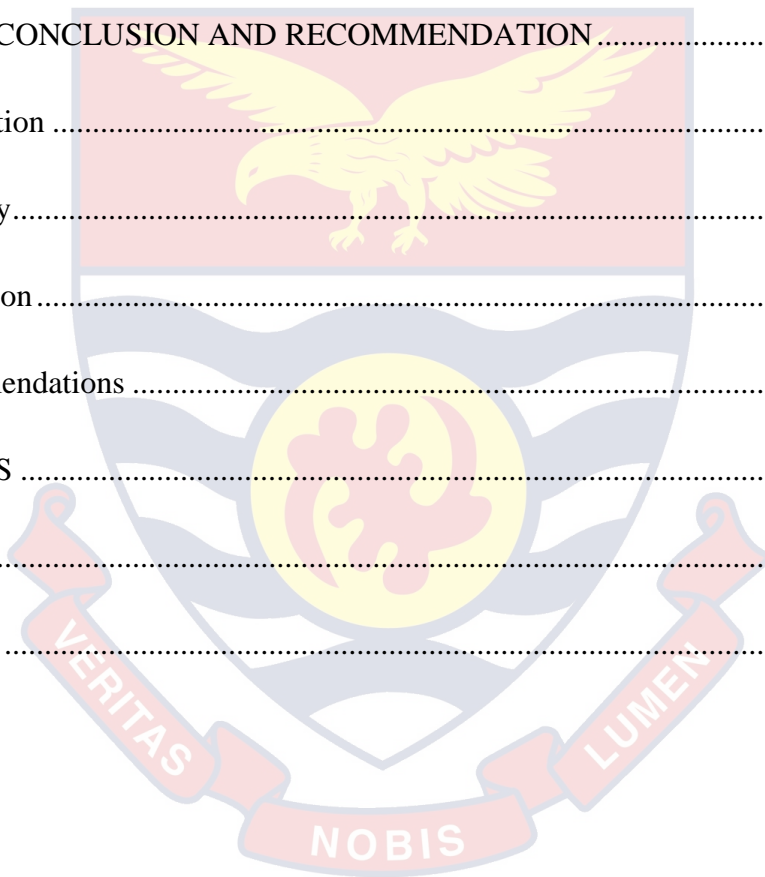 CONCLUSION AND RECOMMENDATION ....................
tion ....................
y....................
on....................
endations ....................
S ....................
....................
....................
VERITAS
NOBIS
LUMEN